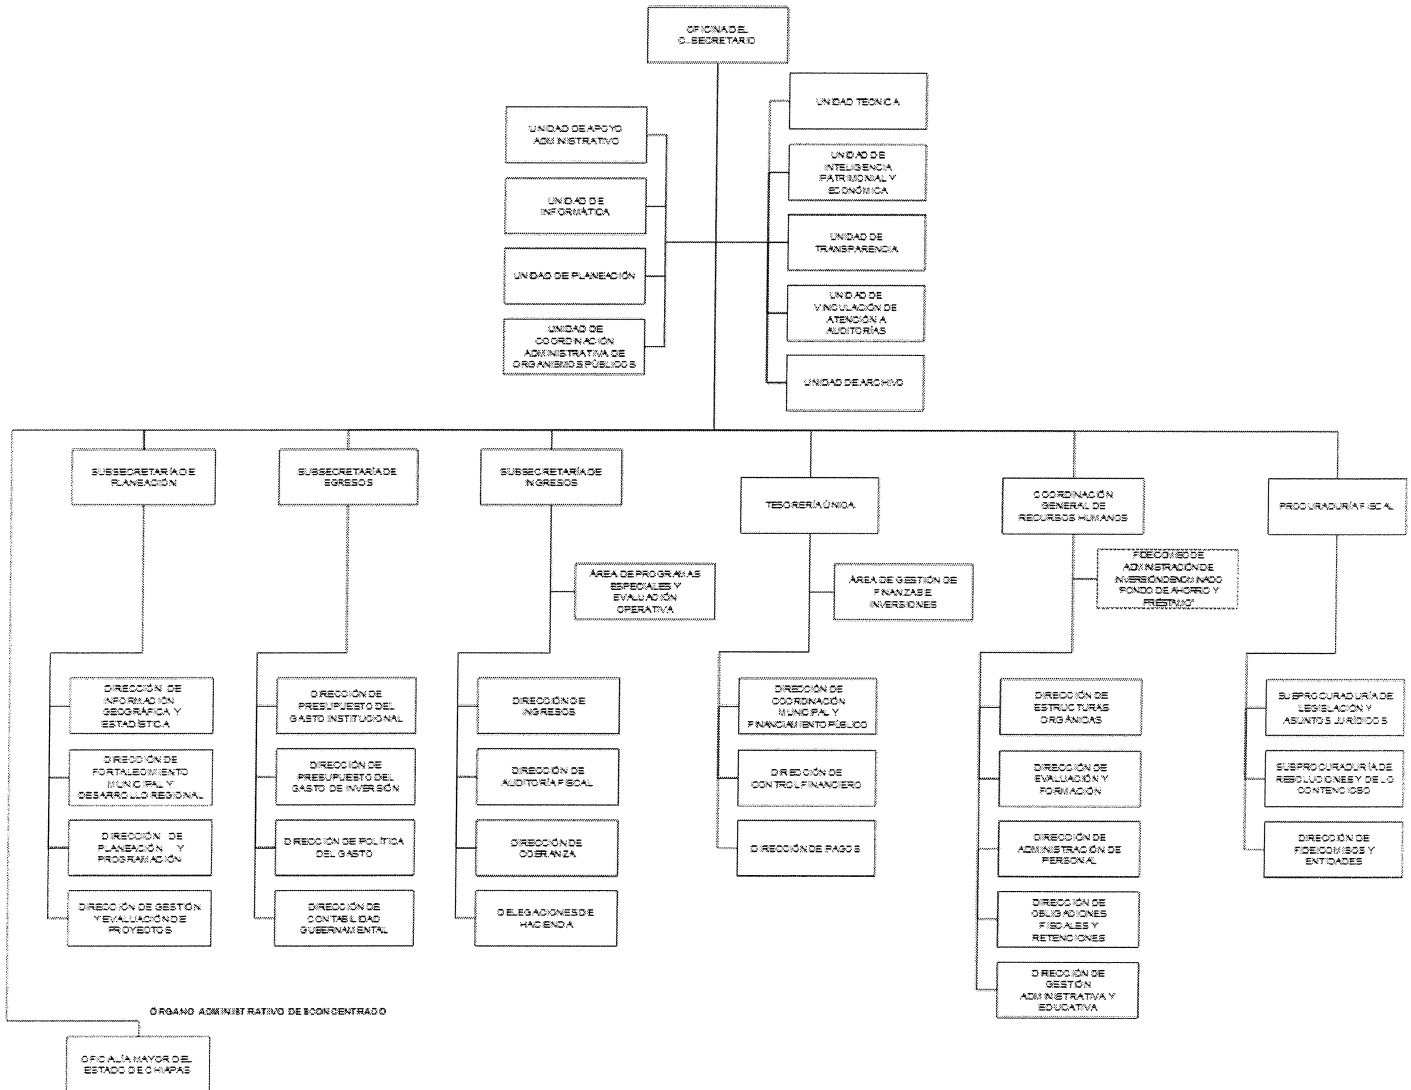 OFICINA DEL
C. SECRETARIO
UNIDAD DE APOYO
ADMINISTRATIVO
UNIDAD DE
INFORMÁTICA
UNIDAD DE PLANEACIÓN
UNIDAD DE
COORDINACIÓN
ADMINISTRATIVA DE
ORGANISMOS PÚBLICOS
UNIDAD TÉCNICA
UNIDAD DE
INTELIGENCIA
PATRIMONIAL Y
ECONÓMICA
UNIDAD DE
TRANSPARENCIA
UNIDAD DE
VINCULACIÓN DE
ATENCIÓN A
AUDITORÍAS
UNIDAD DE ARCHIVO
SUBSECRETARÍA DE
PLANEACIÓN
SUBSECRETARÍA DE
EGRESOS
SUBSECRETARÍA DE
INGRESOS
TESORERÍA ÚNICA
COORDINACIÓN
GENERAL DE
RECURSOS HUMANOS
PROCURADURÍA FISCAL
ÁREA DE PROGRAMAS
ESPECIALES Y
EVALUACIÓN
OPERATIVA
ÁREA DE GESTIÓN DE
FINANZAS E
INVERSIONES
FIDEICOMISO DE
ADMINISTRACIÓN DE
INVERSIÓN DENOMINADO
"FONDO DE AHORRO Y
PRÉSTAMO"
DIRECCIÓN DE
INFORMACIÓN
GEOGRÁFICA Y
ESTADÍSTICA
DIRECCIÓN DE
FORTALECIMIENTO
MUNICIPAL Y
DESARROLLO REGIONAL
DIRECCIÓN DE
PLANEACIÓN Y
PROGRAMACIÓN
DIRECCIÓN DE GESTIÓN
Y EVALUACIÓN DE
PROYECTOS
DIRECCIÓN DE
PRESUPUESTO DEL
GASTO INSTITUCIONAL
DIRECCIÓN DE
PRESUPUESTO DEL
GASTO DE INVERSIÓN
DIRECCIÓN DE POLÍTICA
DEL GASTO
DIRECCIÓN DE
CONTABILIDAD
GUBERNAMENTAL
DIRECCIÓN DE
INGRESOS
DIRECCIÓN DE
AUDITORÍA FISCAL
DIRECCIÓN DE
COBRANZA
DELEGACIONES DE
HACIENDA
DIRECCIÓN DE
COORDINACIÓN
MUNICIPAL Y
FINANCIAMIENTO PÚBLICO
DIRECCIÓN DE
CONTROL FINANCIERO
DIRECCIÓN DE PAGOS
DIRECCIÓN DE
ESTRUCTURAS
ORGÁNICAS
DIRECCIÓN DE
EVALUACIÓN Y
FORMACIÓN
DIRECCIÓN DE
ADMINISTRACIÓN DE
PERSONAL
DIRECCIÓN DE
OBLIGACIONES
FISCALES Y
RETENCIONES
DIRECCIÓN DE
GESTIÓN
ADMINISTRATIVA Y
EDUCATIVA
SUBPROCURADURÍA DE
LEGISLACIÓN Y
ASUNTOS JURÍDICOS
SUBPROCURADURÍA DE
RESOLUCIONES Y DE LO
CONTENCIOSO
DIRECCIÓN DE
FIDEICOMISOS Y
ENTIDADES
ÓRGANO ADMINISTRATIVO DESCONCENTRADO
OFICIALÍA MAYOR DEL
ESTADO DE CHIAPAS